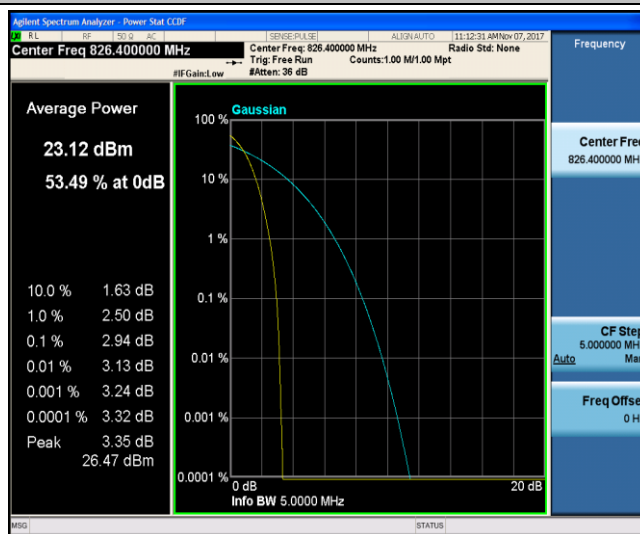 Agilent Spectrum Analyzer - Power Stat CCDF
RL RF 50 Ω AC SENSE:PULSE ALIGN AUTO 11:12:31 AM Nov 07, 2017
Center Freq 826.400000 MHz
Center Freq: 826.400000 MHz Radio Std: None
Trig: Free Run Counts:1.00 M/1.00 Mpt
#IFGain:Low #Atten: 36 dB
Frequency
Average Power
23.12 dBm
53.49 % at 0dB
10.0 % 1.63 dB
1.0 % 2.50 dB
0.1 % 2.94 dB
0.01 % 3.13 dB
0.001 % 3.24 dB
0.0001 % 3.32 dB
Peak 3.35 dB
26.47 dBm
Gaussian
100 %
10 %
1 %
0.1 %
0.01 %
0.001 %
0.0001 %
0 dB 20 dB
Info BW 5.0000 MHz
Center Fre
826.400000 MH
CF Step
5.000000 MH
Auto Ma
Freq Offse
0 H
MSG STATUS